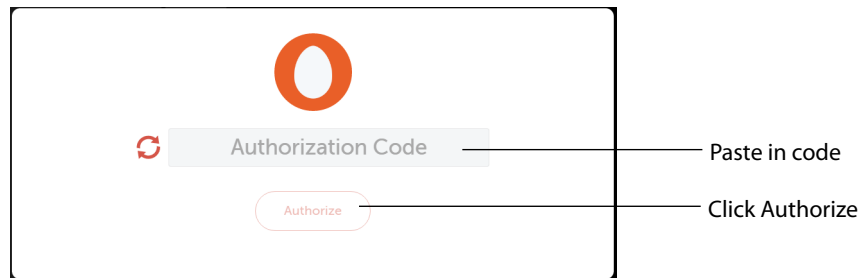 Authorization Code
Paste in code
Authorize
Click Authorize